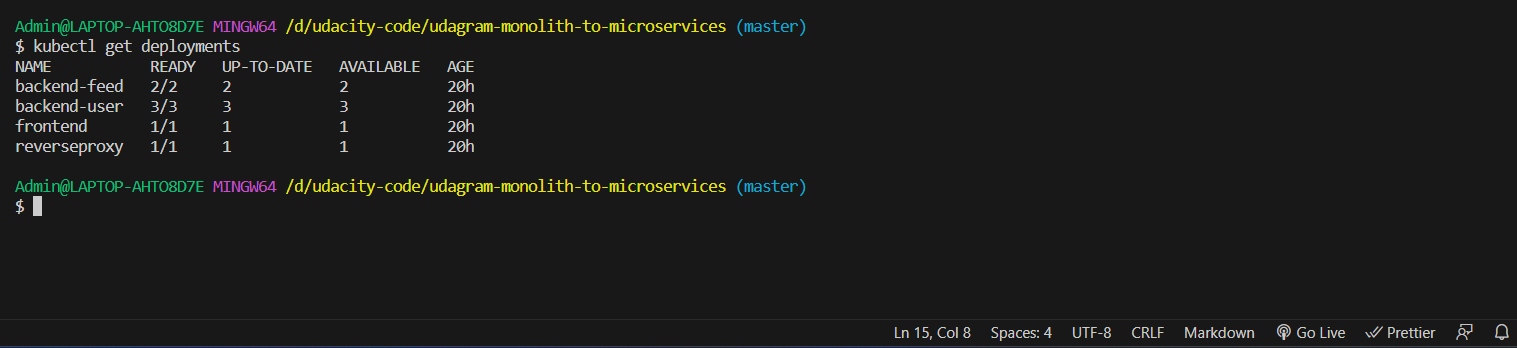 Admin@LAPTOP-AHTO8D7E MINGW64 /d/udacity-code/udagram-monolith-to-microservices (master)
$ kubectl get deployments
NAME READY UP-TO-DATE AVAILABLE AGE
backend-feed 2/2 2 2 20h
backend-user 3/3 3 3 20h
frontend 1/1 1 1 20h
reverseproxy 1/1 1 1 20h
Admin@LAPTOP-AHTO8D7E MINGW64 /d/udacity-code/udagram-monolith-to-microservices (master)
$
Ln 15, Col 8 Spaces: 4 UTF-8 CRLF Markdown Go Live Prettier